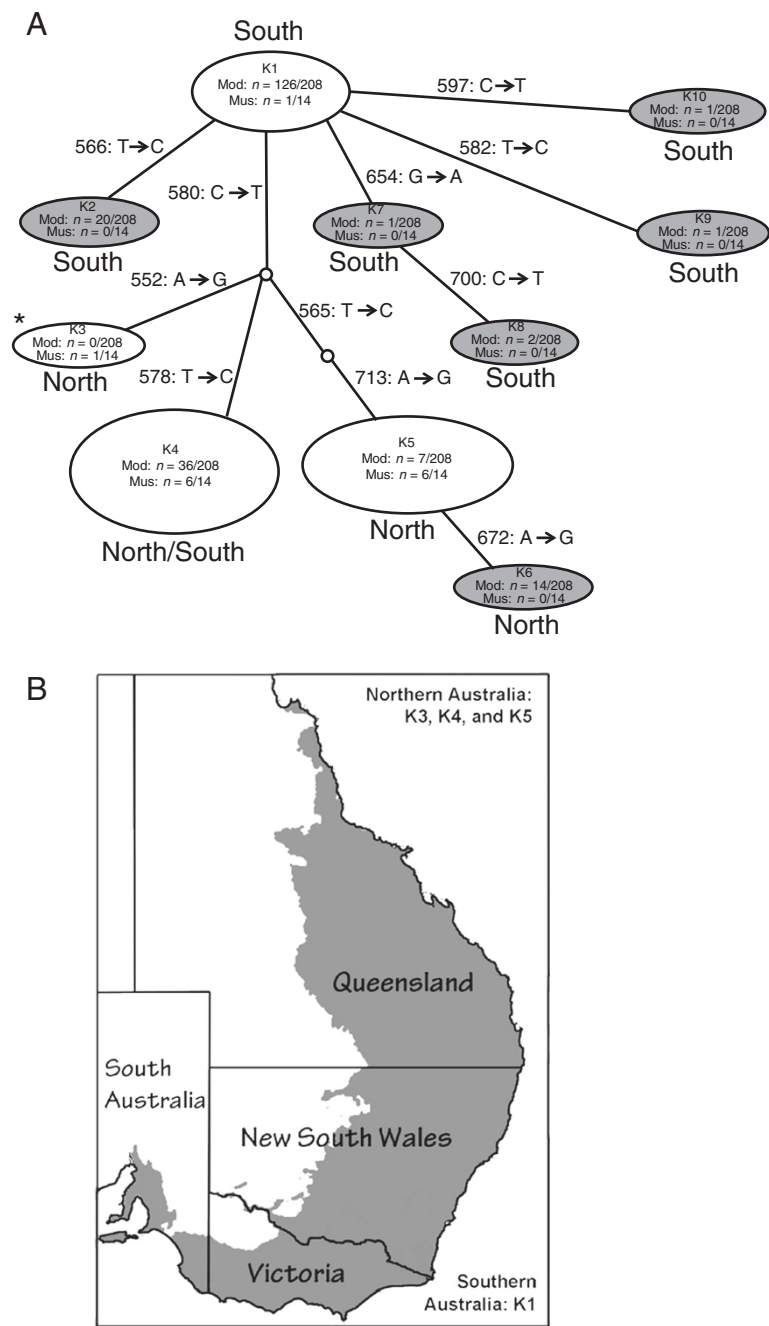 A
South
K1
Mod: n = 126/208
Mus: n = 1/14
597: C→T
K10
Mod: n = 1/208
Mus: n = 0/14
South
566: T→C
580: C→T
654: G→A
582: T→C
K2
Mod: n = 20/208
Mus: n = 0/14
South
K7
Mod: n = 1/208
Mus: n = 0/14
South
K9
Mod: n = 1/208
Mus: n = 0/14
South
552: A→G
565: T→C
700: C→T
*
K3
Mod: n = 0/208
Mus: n = 1/14
North
K8
Mod: n = 2/208
Mus: n = 0/14
South
578: T→C
713: A→G
K4
Mod: n = 36/208
Mus: n = 6/14
North/South
K5
Mod: n = 7/208
Mus: n = 6/14
North
672: A→G
K6
Mod: n = 14/208
Mus: n = 0/14
North
B
Northern Australia:
K3, K4, and K5
Queensland
South
Australia
New South Wales
Victoria
Southern
Australia: K1